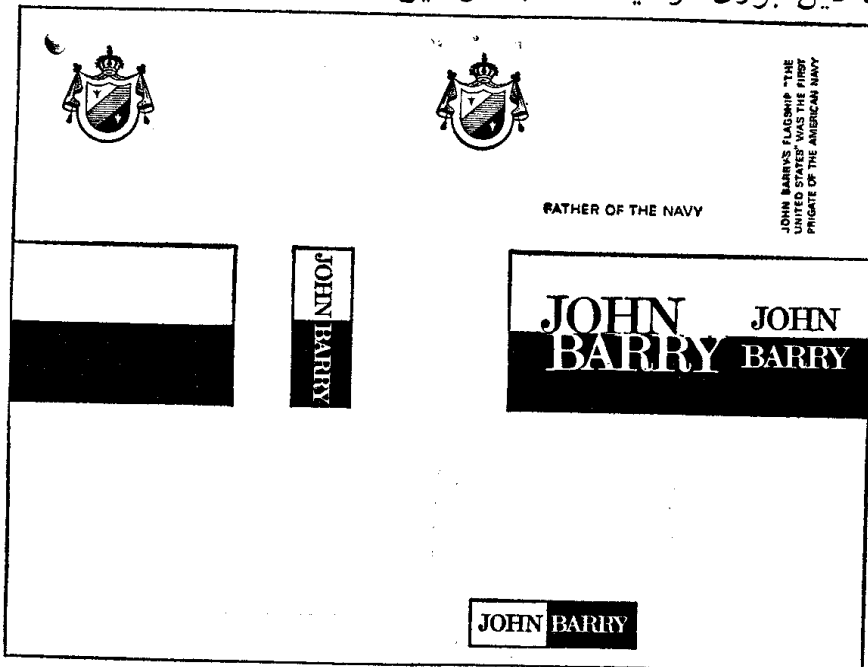 FATHER OF THE NAVY
JOHN BARRY'S FLAGSHIP "THE
UNITED STATES" WAS THE FIRST
PRIGATE OF THE AMERICAN NAVY
JOHN BARRY
JOHN
BARRY
JOHN
BARRY
JOHN BARRY